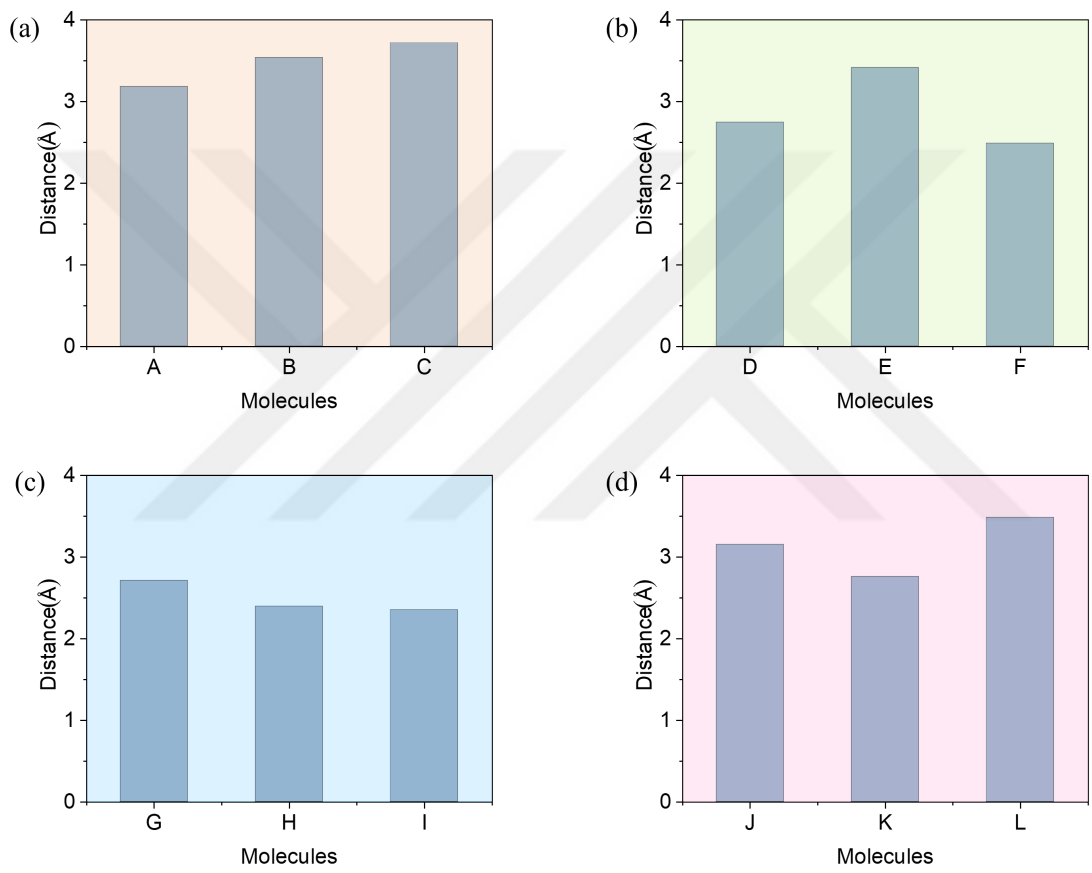 (a)
4
3
2
1
0
Distance(Å)
A B C
Molecules
(b)
4
3
2
1
0
Distance(Å)
D E F
Molecules
(c)
4
3
2
1
0
Distance(Å)
G H I
Molecules
(d)
4
3
2
1
0
Distance(Å)
J K L
Molecules